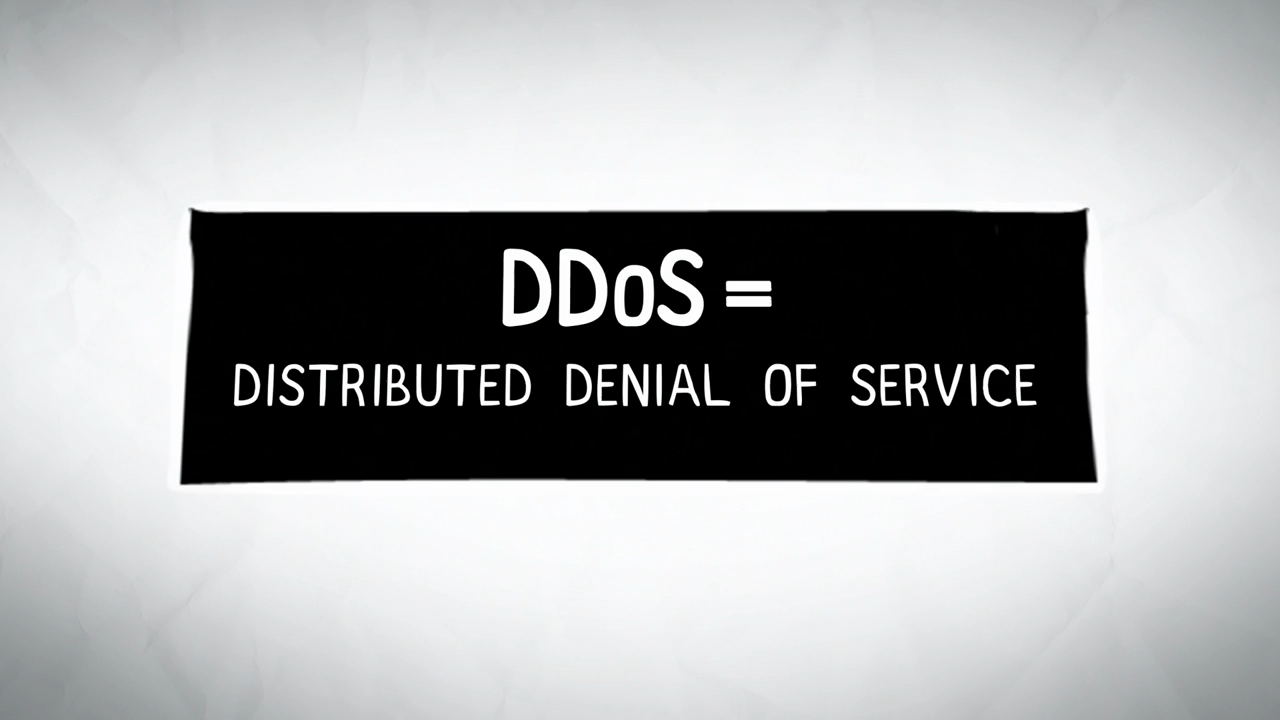 DDoS =
DISTRIBUTED DENIAL OF SERVICE